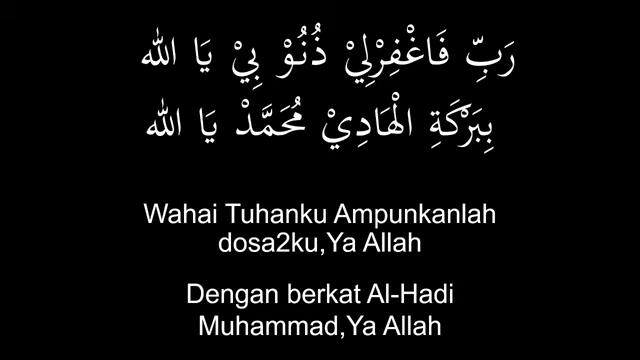 رَبِّ فَاغْفِرْلِيْ ذُنُوْ بِيْ يَا الله
بِبَرْكَةِ الْهَادِيْ مُحَمَّدْ يَا الله
Wahai Tuhanku Ampunkanlah
dosa2ku,Ya Allah
Dengan berkat Al-Hadi
Muhammad,Ya Allah